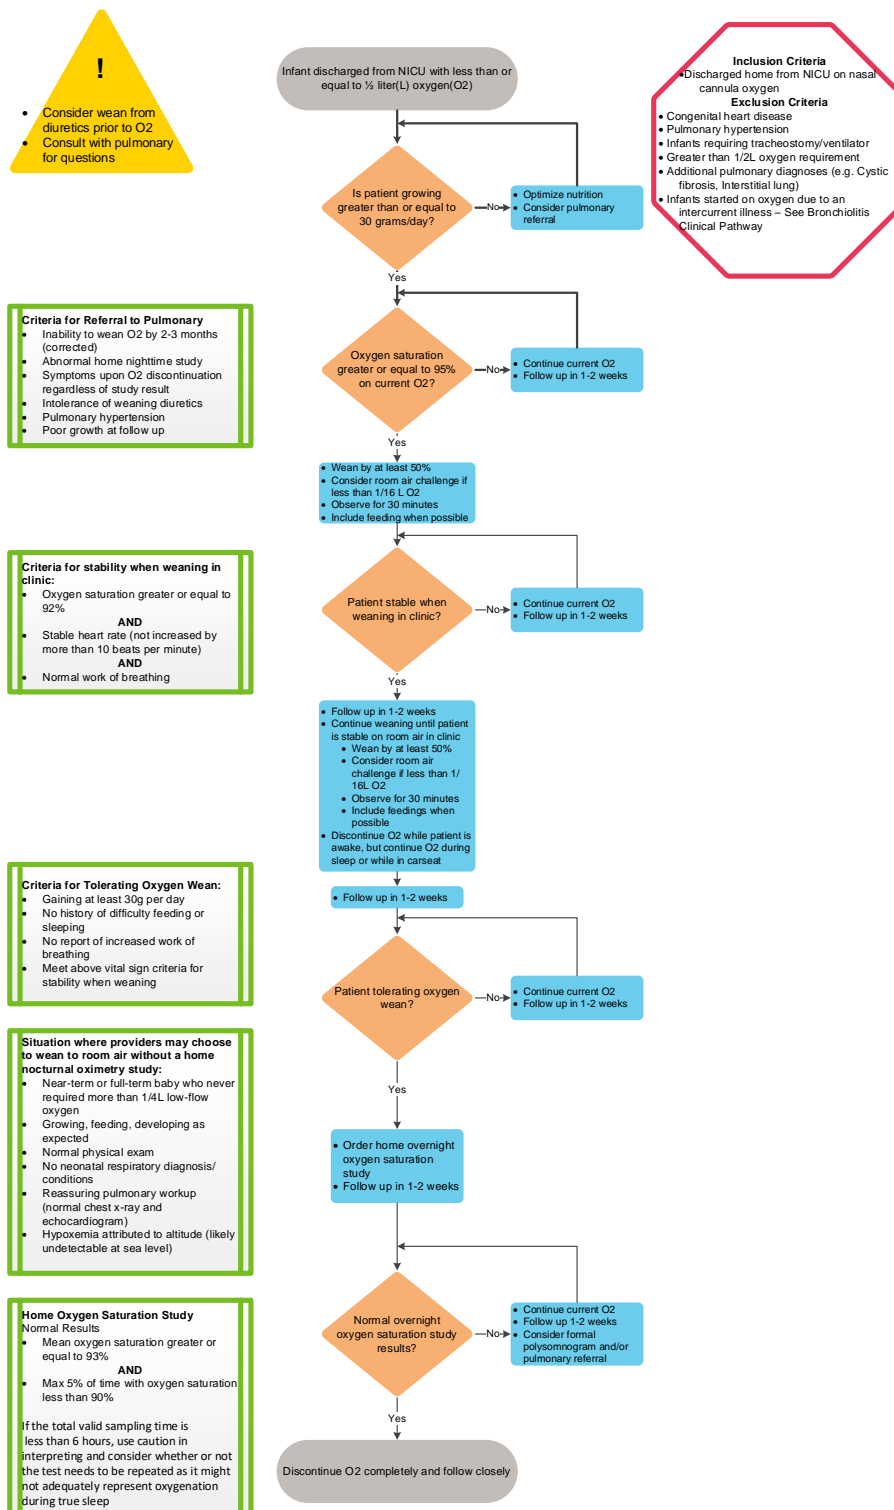 !
• Consider wean from
diuretics prior to O2
• Consult with pulmonary
for questions
Infant discharged from NICU with less than or
equal to ½ liter(L) oxygen(O2)
Inclusion Criteria
•Discharged home from NICU on nasal
cannula oxygen
Exclusion Criteria
• Congenital heart disease
• Pulmonary hypertension
• Infants requiring tracheostomy/ventilator
• Greater than 1/2L oxygen requirement
• Additional pulmonary diagnoses (e.g. Cystic
fibrosis, Interstitial lung)
• Infants started on oxygen due to an
intercurrent illness – See Bronchiolitis
Clinical Pathway
Is patient growing
greater than or equal to
30 grams/day?
No
• Optimize nutrition
• Consider pulmonary
referral
Yes
Criteria for Referral to Pulmonary
• Inability to wean O2 by 2-3 months
(corrected)
• Abnormal home nighttime study
• Symptoms upon O2 discontinuation
regardless of study result
• Intolerance of weaning diuretics
• Pulmonary hypertension
• Poor growth at follow up
Oxygen saturation
greater or equal to 95%
on current O2?
No
• Continue current O2
• Follow up in 1-2 weeks
Yes
• Wean by at least 50%
• Consider room air challenge if
less than 1/16 L O2
• Observe for 30 minutes
• Include feeding when possible
Criteria for stability when weaning in
clinic:
• Oxygen saturation greater or equal to
92%
AND
• Stable heart rate (not increased by
more than 10 beats per minute)
AND
• Normal work of breathing
Patient stable when
weaning in clinic?
No
• Continue current O2
• Follow up in 1-2 weeks
Yes
• Follow up in 1-2 weeks
• Continue weaning until patient
is stable on room air in clinic
• Wean by at least 50%
• Consider room air
challenge if less than 1/
16L O2
• Observe for 30 minutes
• Include feedings when
possible
• Discontinue O2 while patient is
awake, but continue O2 during
sleep or while in carseat
• Follow up in 1-2 weeks
Criteria for Tolerating Oxygen Wean:
• Gaining at least 30g per day
• No history of difficulty feeding or
sleeping
• No report of increased work of
breathing
• Meet above vital sign criteria for
stability when weaning
Patient tolerating oxygen
wean?
No
• Continue current O2
• Follow up in 1-2 weeks
Yes
Situation where providers may choose
to wean to room air without a home
nocturnal oximetry study:
• Near-term or full-term baby who never
required more than 1/4L low-flow
oxygen
• Growing, feeding, developing as
expected
• Normal physical exam
• No neonatal respiratory diagnosis/
conditions
• Reassuring pulmonary workup
(normal chest x-ray and
echocardiogram)
• Hypoxemia attributed to altitude (likely
undetectable at sea level)
• Order home overnight
oxygen saturation
study
• Follow up in 1-2 weeks
Normal overnight
oxygen saturation study
results?
No
• Continue current O2
• Follow up 1-2 weeks
• Consider formal
polysomnogram and/or
pulmonary referral
Yes
Home Oxygen Saturation Study
Normal Results
• Mean oxygen saturation greater or
equal to 93%
AND
• Max 5% of time with oxygen saturation
less than 90%
If the total valid sampling time is
less than 6 hours, use caution in
interpreting and consider whether or not
the test needs to be repeated as it might
not adequately represent oxygenation
during true sleep
Discontinue O2 completely and follow closely